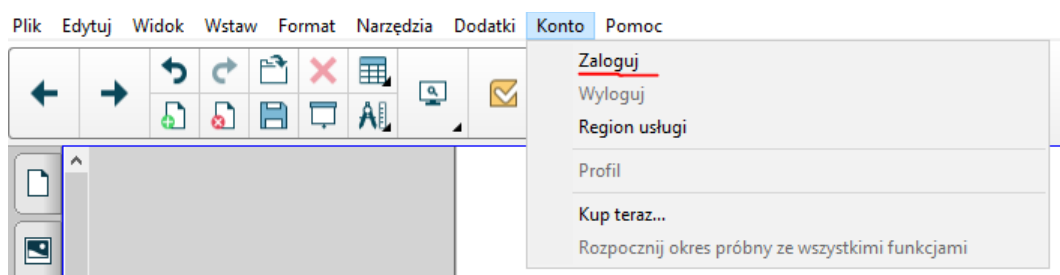 Plik Edytuj Widok Wstaw Format Narzędzia Dodatki Konto Pomoc
Zaloguj
Wyloguj
Region usługi
Profil
Kup teraz...
Rozpocznij okres próbny ze wszystkimi funkcjami